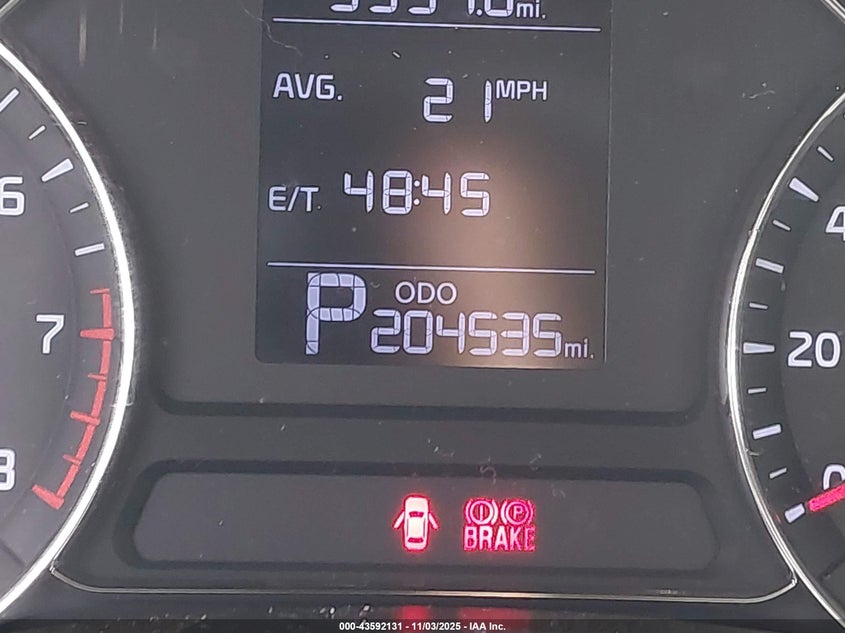 mi.
AVG. 21 MPH
E/T. 48:45
P ODO
204535 mi.
6
7
8
4
20
0
BRAKE
000-43592131 - 11/03/2025 - IAA Inc.